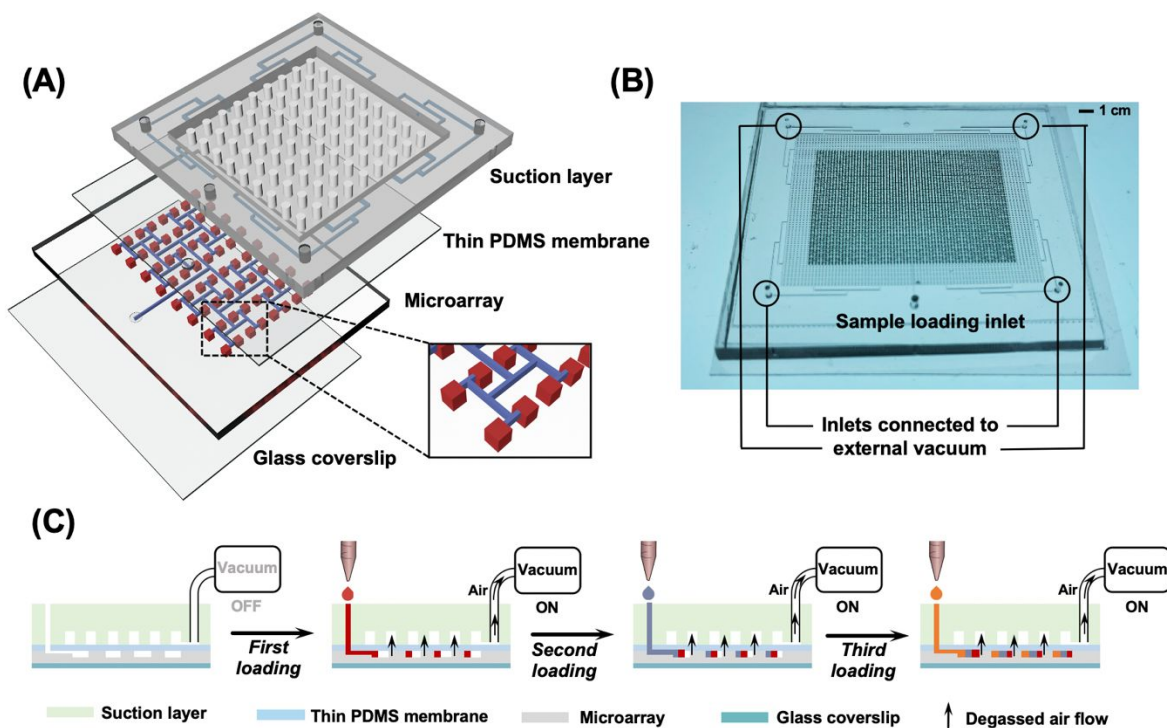 (A)
Suction layer
Thin PDMS membrane
Microarray
Glass coverslip
(B)
1 cm
Sample loading inlet
Inlets connected to
external vacuum
(C)
Vacuum
OFF
First
loading
Air
Vacuum
ON
Second
loading
Air
Vacuum
ON
Third
loading
Air
Vacuum
ON
Suction layer
Thin PDMS membrane
Microarray
Glass coverslip
Degassed air flow